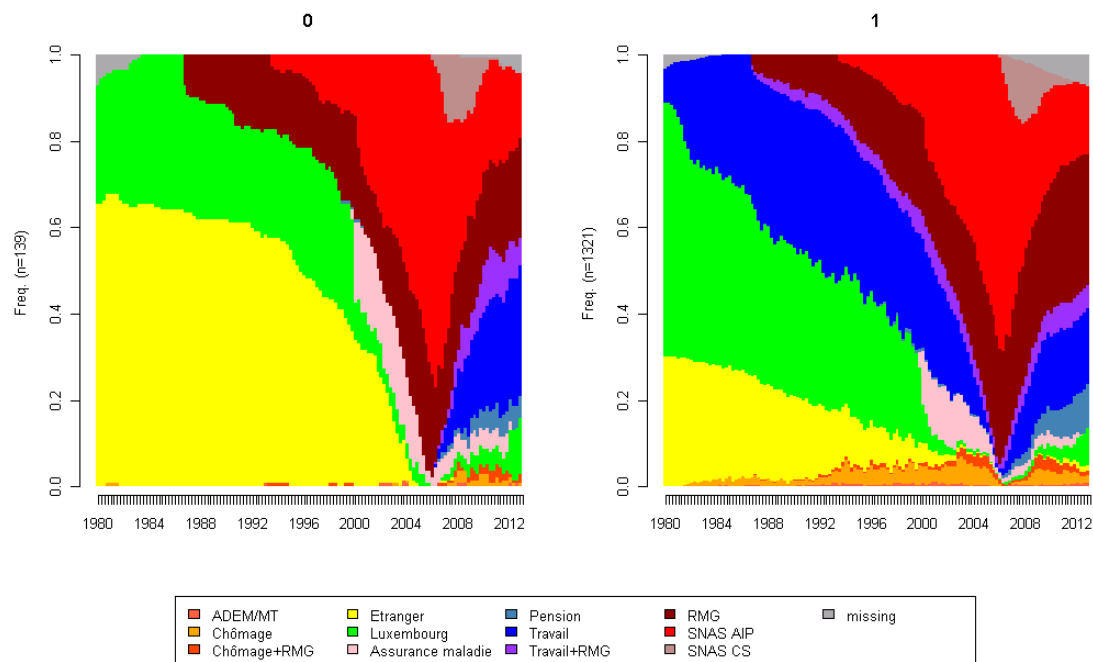 0
1
Freq. (n=139)
0.0 0.2 0.4 0.6 0.8 1.0
1980 1984 1988 1992 1996 2000 2004 2008 2012
Freq. (n=1321)
0.0 0.2 0.4 0.6 0.8 1.0
1980 1984 1988 1992 1996 2000 2004 2008 2012
ADEM/MT
Chômage
Chômage+RMG
Etranger
Luxembourg
Assurance maladie
Pension
Travail
Travail+RMG
RMG
SNAS AIP
SNAS CS
missing